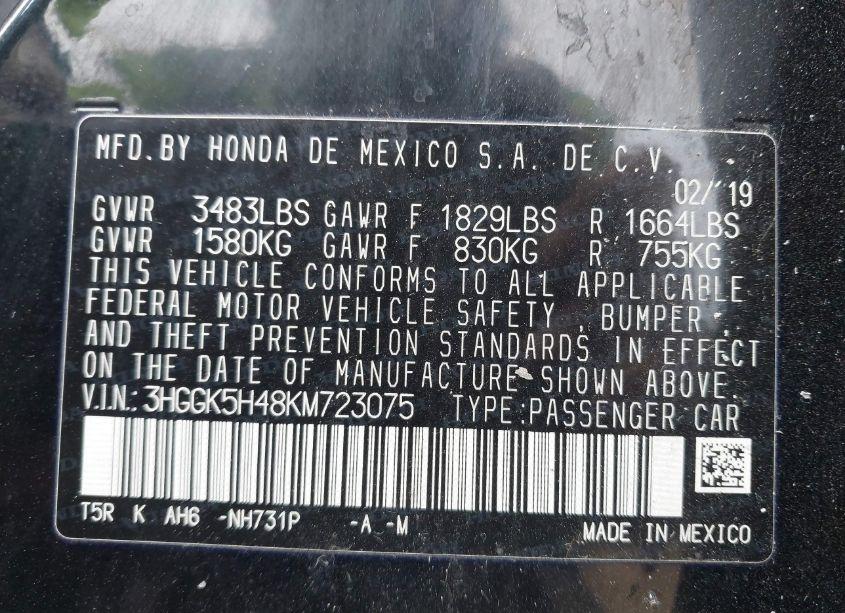 MFD. BY HONDA DE MEXICO S.A. DE C.V.
02/'19
GVWR 3483LBS GAWR F 1829LBS R 1664LBS
GVWR 1580KG GAWR F 830KG R 755KG
THIS VEHICLE CONFORMS TO ALL APPLICABLE
FEDERAL MOTOR VEHICLE SAFETY , BUMPER ,
AND THEFT PREVENTION STANDARDS IN EFFECT
ON THE DATE OF MANUFACTURE SHOWN ABOVE.
V.I.N.: 3HGGK5H48KM723075 TYPE:PASSENGER CAR
T5R K AH6 -NH731P -A -M MADE IN MEXICO